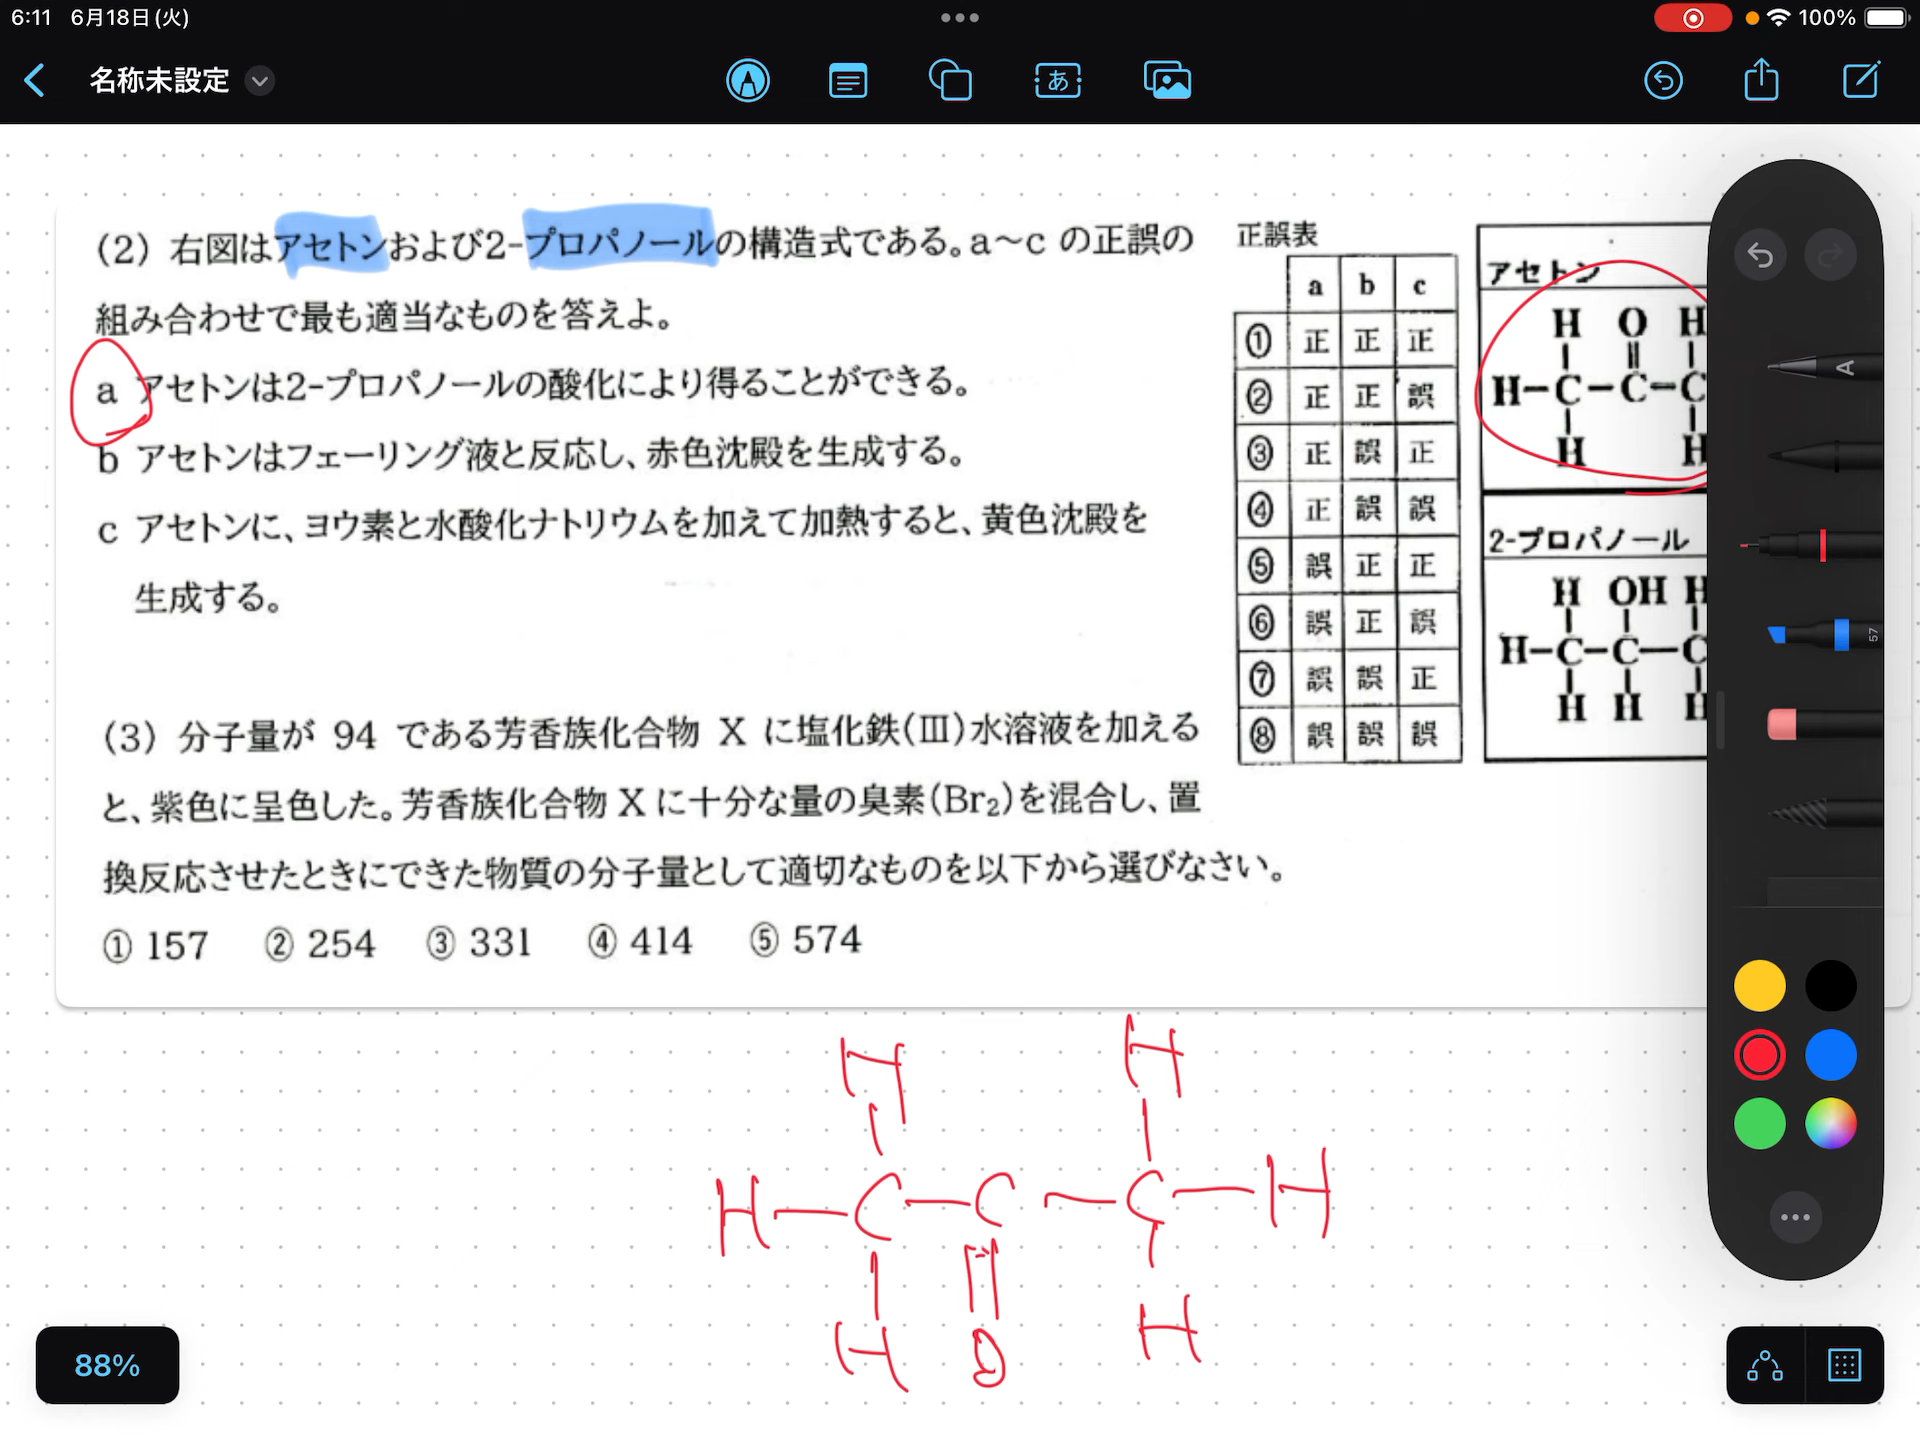 6:11 6月18日(火)
100%
名称未設定
あ
(2) 右図はアセトンおよび2-プロパノールの構造式である。a～c の正誤の
組み合わせで最も適当なものを答えよ。
a アセトンは2-プロパノールの酸化により得ることができる。
b アセトンはフェーリング液と反応し、赤色沈殿を生成する。
c アセトンに、ヨウ素と水酸化ナトリウムを加えて加熱すると、黄色沈殿を
生成する。
正誤表
a b c
① 正 正 正
② 正 正 誤
③ 正 誤 正
④ 正 誤 誤
⑤ 誤 正 正
⑥ 誤 正 誤
⑦ 誤 誤 正
⑧ 誤 誤 誤
アセトン
H O H
H-C-C-C
H H
2-プロパノール
H OH H
H-C-C-C
H H H
(3) 分子量が 94 である芳香族化合物 X に塩化鉄(III)水溶液を加える
と、紫色に呈色した。芳香族化合物 X に十分な量の臭素(Br₂)を混合し、置
換反応させたときにできた物質の分子量として適切なものを以下から選びなさい。
① 157 ② 254 ③ 331 ④ 414 ⑤ 574
H H
H-C-C-C-H
H O H
A
57
88%